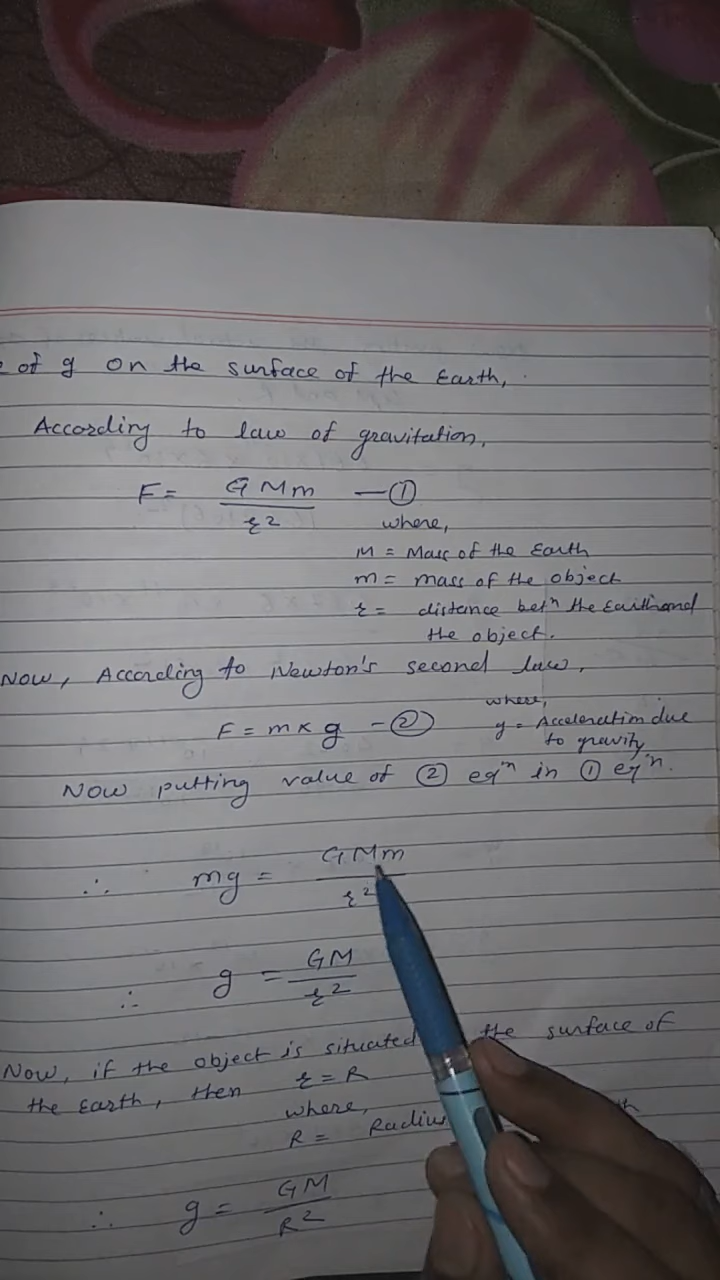 of g on the surface of the Earth,
According to law of gravitation,
F = GMm / r² — ①
where,
M = Mass of the Earth
m = mass of the object
r = distance betⁿ the Earth and
the object.
Now, According to Newton's second law,
F = m × g — ②
where,
g = Acceleration due
to gravity
Now putting value of ② eqⁿ in ① eqⁿ.
∴ mg = GMm / r²
∴ g = GM / r²
Now, if the object is situated the surface of
the Earth, then r = R
where,
R =
∴ g = GM / R²